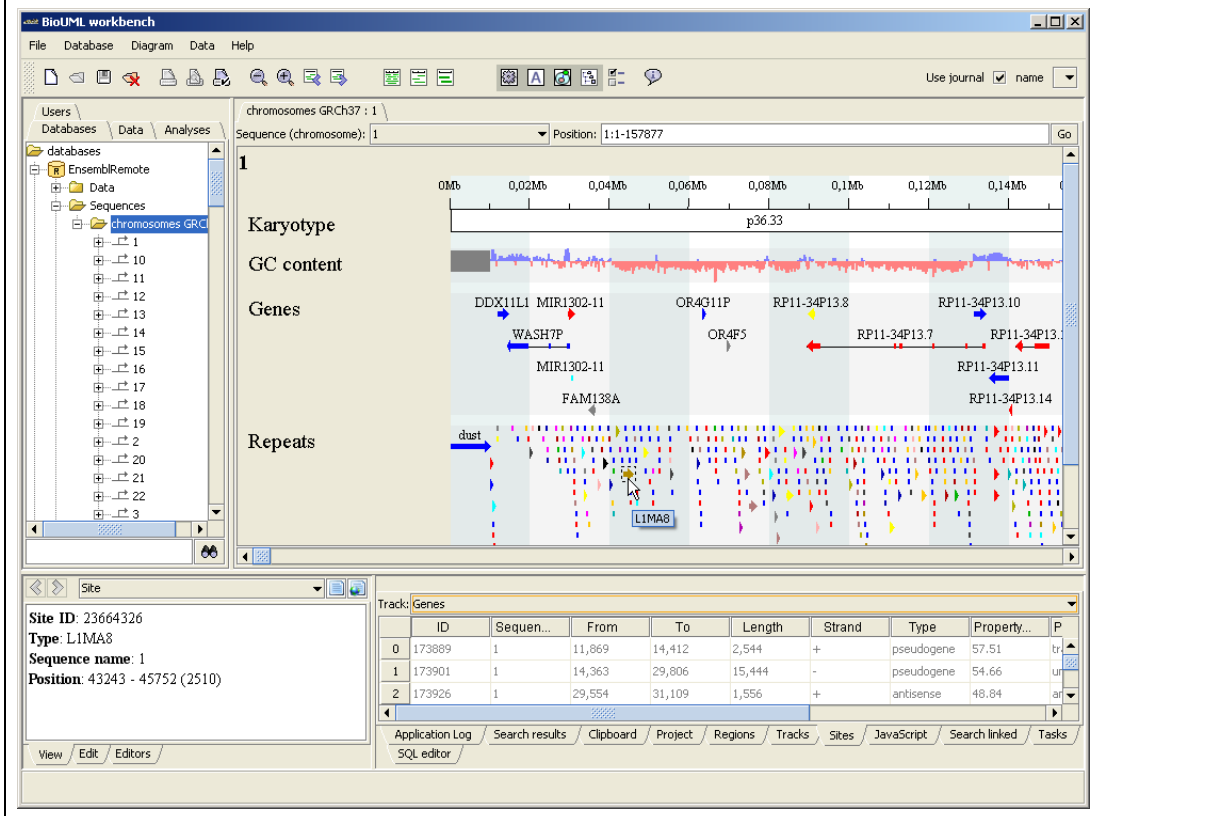 BioUML workbench
File Database Diagram Data Help
Use journal name
Users
Databases Data Analyses
databases
EnsemblRemote
Data
Sequences
chromosomes GRCl
1
10
11
12
13
14
15
16
17
18
19
2
20
21
22
3
chromosomes GRCh37 : 1
Sequence (chromosome): 1 Position: 1:1-157877 Go
1
0Mb 0,02Mb 0,04Mb 0,06Mb 0,08Mb 0,1Mb 0,12Mb 0,14Mb
Karyotype p36.33
GC content
Genes
DDX11L1 MIR1302-11 OR4G11P RP11-34P13.8 RP11-34P13.10
WASH7P OR4F5 RP11-34P13.7 RP11-34P13.
MIR1302-11 RP11-34P13.11
FAM138A RP11-34P13.14
Repeats dust
L1MA8
Site
Site ID: 23664326
Type: L1MA8
Sequence name: 1
Position: 43243 - 45752 (2510)
View Edit Editors
Track: Genes
ID Sequen... From To Length Strand Type Property... P
0 173889 1 11,869 14,412 2,544 + pseudogene 57.51 tr
1 173901 1 14,363 29,806 15,444 - pseudogene 54.66 ur
2 173926 1 29,554 31,109 1,556 + antisense 48.84 ar
Application Log Search results Clipboard Project Regions Tracks Sites JavaScript Search linked Tasks
SQL editor